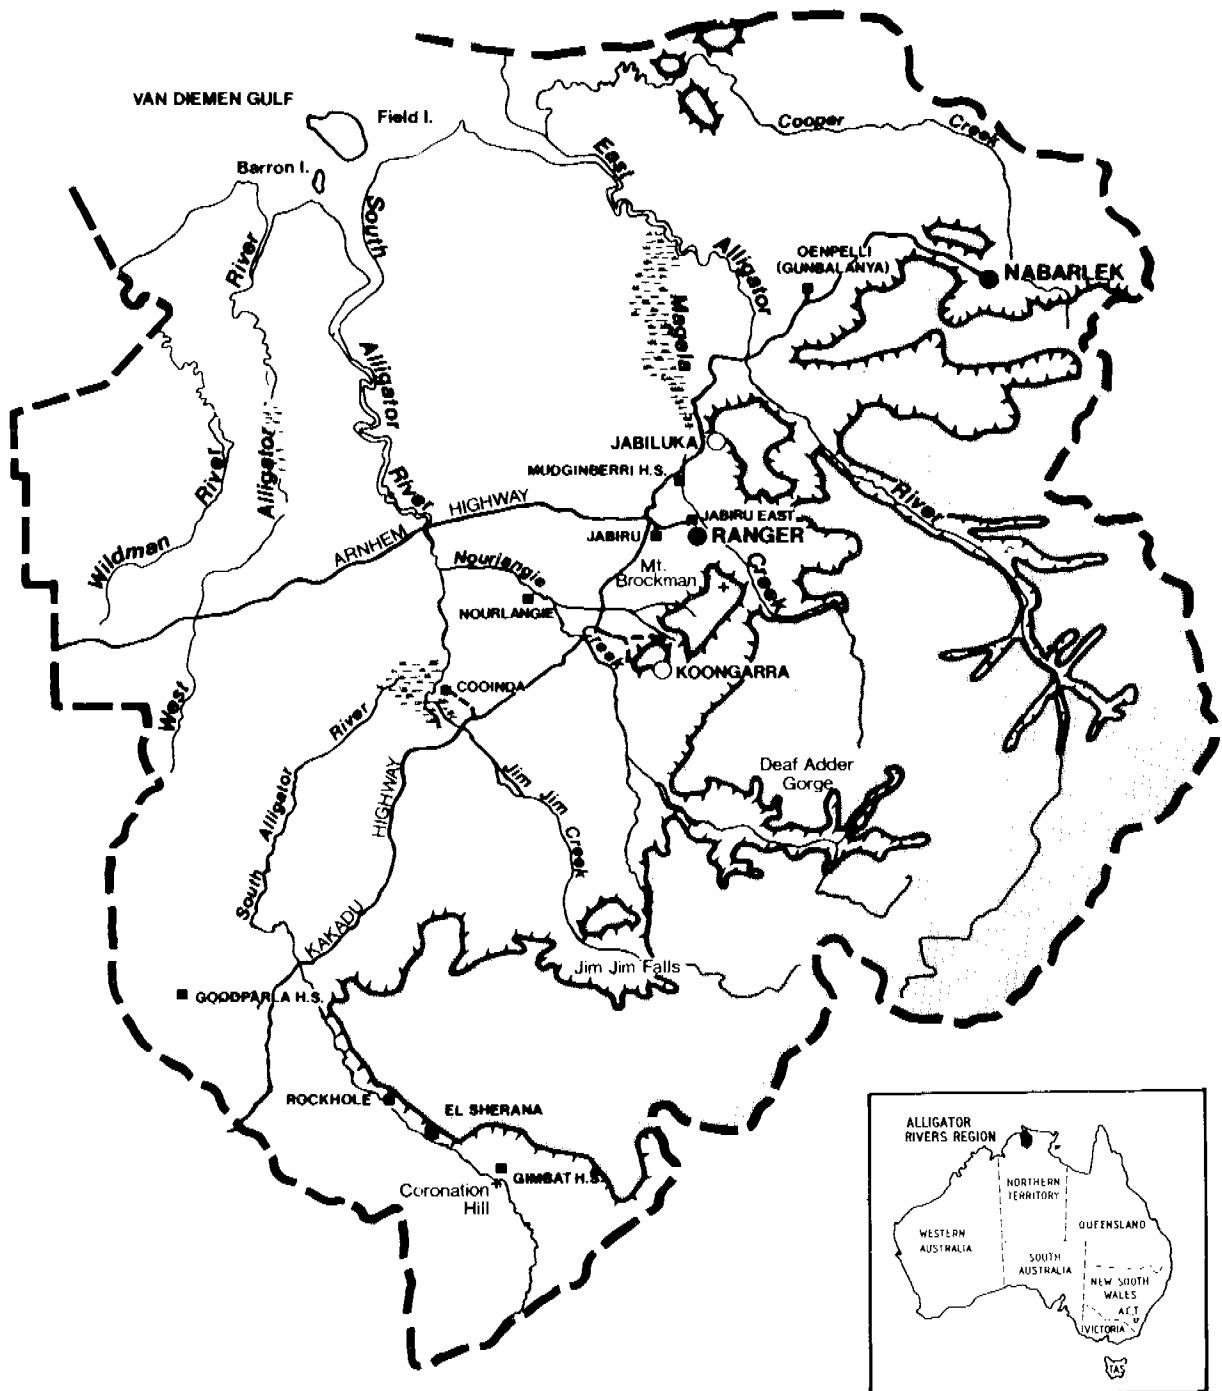 VAN DIEMEN GULF
Field I.
Barron I.
Cooper
Creek
East
Alligator
River
South
Alligator
River
River
Alligator
West
River
Wildman
Magela
Creek
OENPELLI
(GUNBALANYA)
NABARLEK
JABILUKA
MUDGINBERRI H.S.
HIGHWAY
ARNHEM
JABIRU EAST
JABIRU
RANGER
Mt.
Brockman
Nourlangie
Creek
NOURLANGIE
KOONGARRA
COOINDA
River
Alligator
South
HIGHWAY
KAKADU
Jim Jim
Creek
Deaf Adder
Gorge
Jim Jim Falls
GOODPARLA H.S.
ROCKHOLE
EL SHERANA
GIMBAT H.S.
Coronation
Hill
ALLIGATOR
RIVERS REGION
NORTHERN
TERRITORY
WESTERN
AUSTRALIA
QUEENSLAND
SOUTH
AUSTRALIA
NEW SOUTH
WALES
A.C.T
VICTORIA
TAS